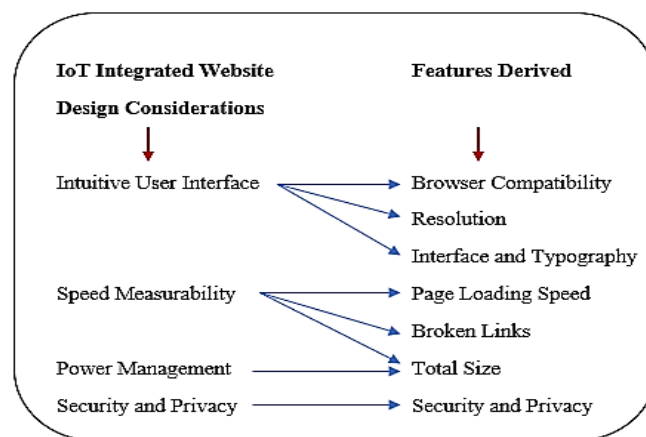 IoT Integrated Website
Design Considerations
Features Derived
Intuitive User Interface
Browser Compatibility
Resolution
Interface and Typography
Speed Measurability
Page Loading Speed
Broken Links
Power Management
Total Size
Security and Privacy
Security and Privacy